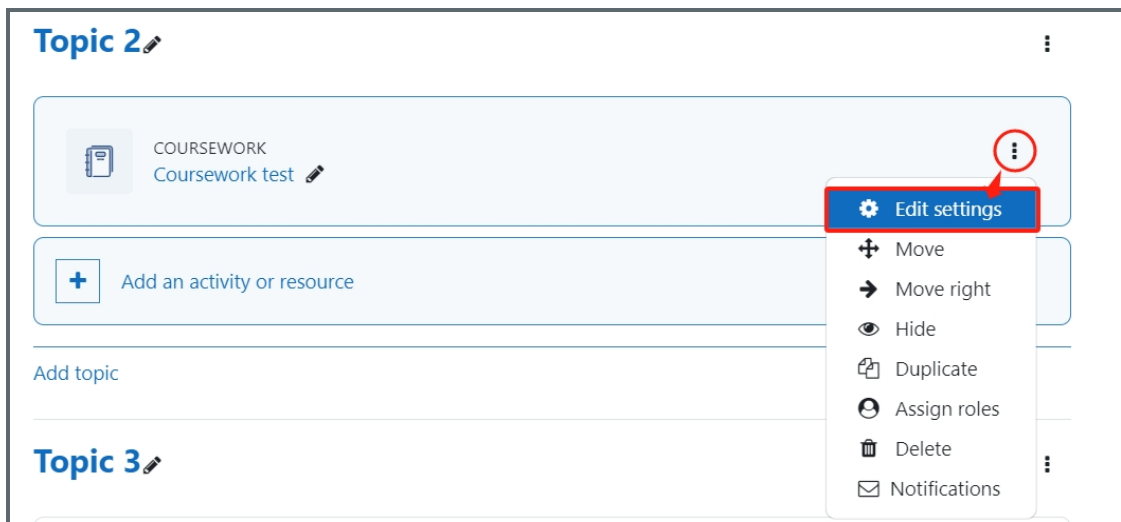 Topic 2
COURSEWORK
Coursework test
Edit settings
Move
Add an activity or resource
Move right
Hide
Add topic
Duplicate
Assign roles
Delete
Topic 3
Notifications